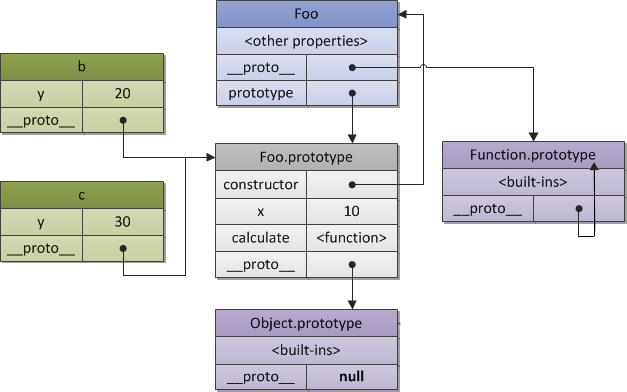 Foo
<other properties>
__proto__
prototype
b
y 20
__proto__
Foo.prototype
constructor
x 10
calculate <function>
__proto__
Function.prototype
<built-ins>
__proto__
c
y 30
__proto__
Object.prototype
<built-ins>
__proto__ null